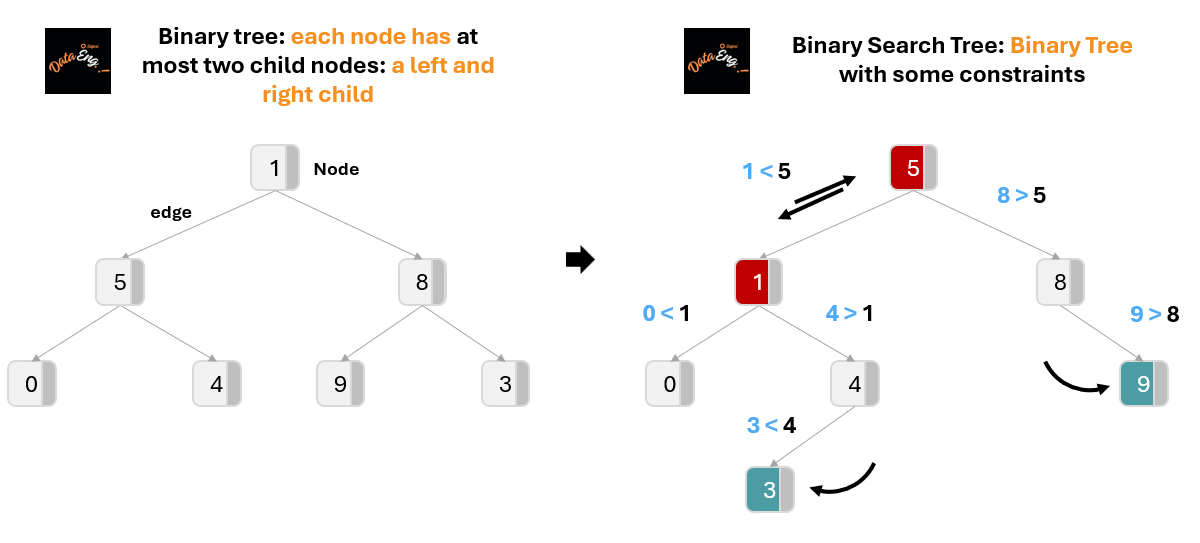 Data Eng
Binary tree: each node has at
most two child nodes: a left and
right child
1
Node
edge
5
8
0
4
9
3
Data Eng
Binary Search Tree: Binary Tree
with some constraints
1 < 5
5
8 > 5
1
8
0 < 1
4 > 1
9 > 8
0
4
9
3 < 4
3